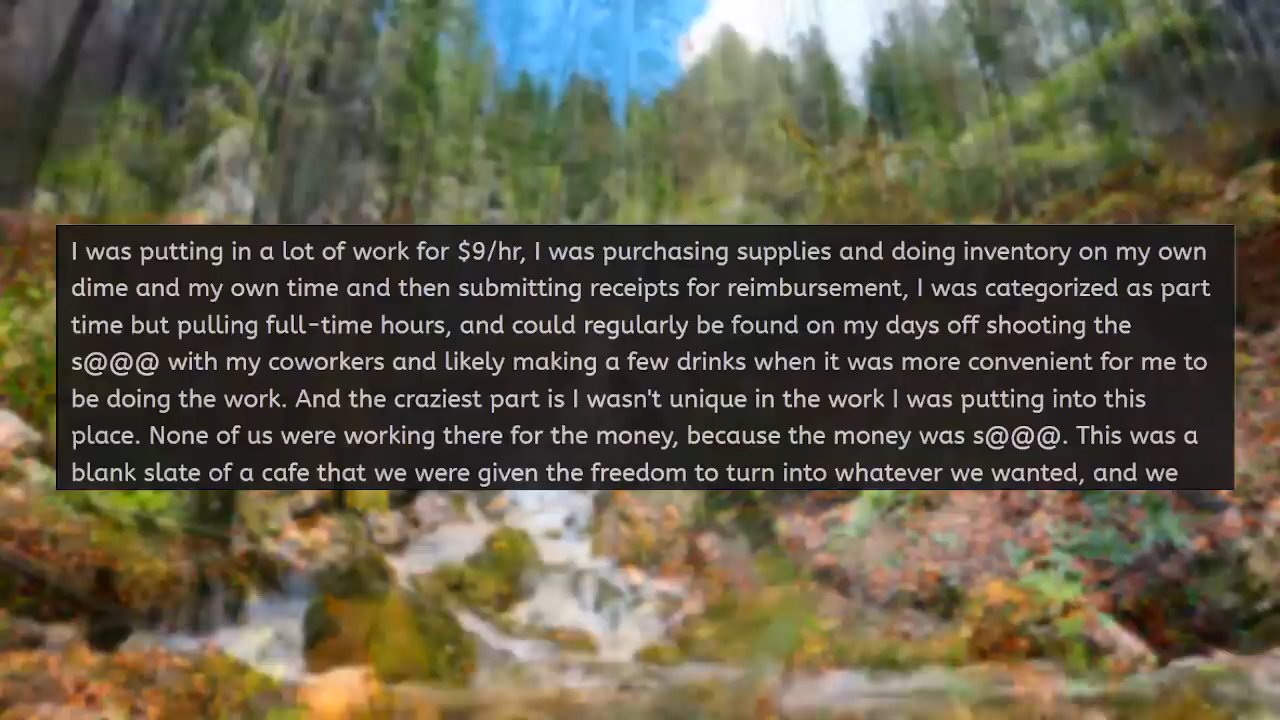 I was putting in a lot of work for $9/hr, I was purchasing supplies and doing inventory on my own
dime and my own time and then submitting receipts for reimbursement, I was categorized as part
time but pulling full-time hours, and could regularly be found on my days off shooting the
s@@@ with my coworkers and likely making a few drinks when it was more convenient for me to
be doing the work. And the craziest part is I wasn't unique in the work I was putting into this
place. None of us were working there for the money, because the money was s@@@. This was a
blank slate of a cafe that we were given the freedom to turn into whatever we wanted, and we